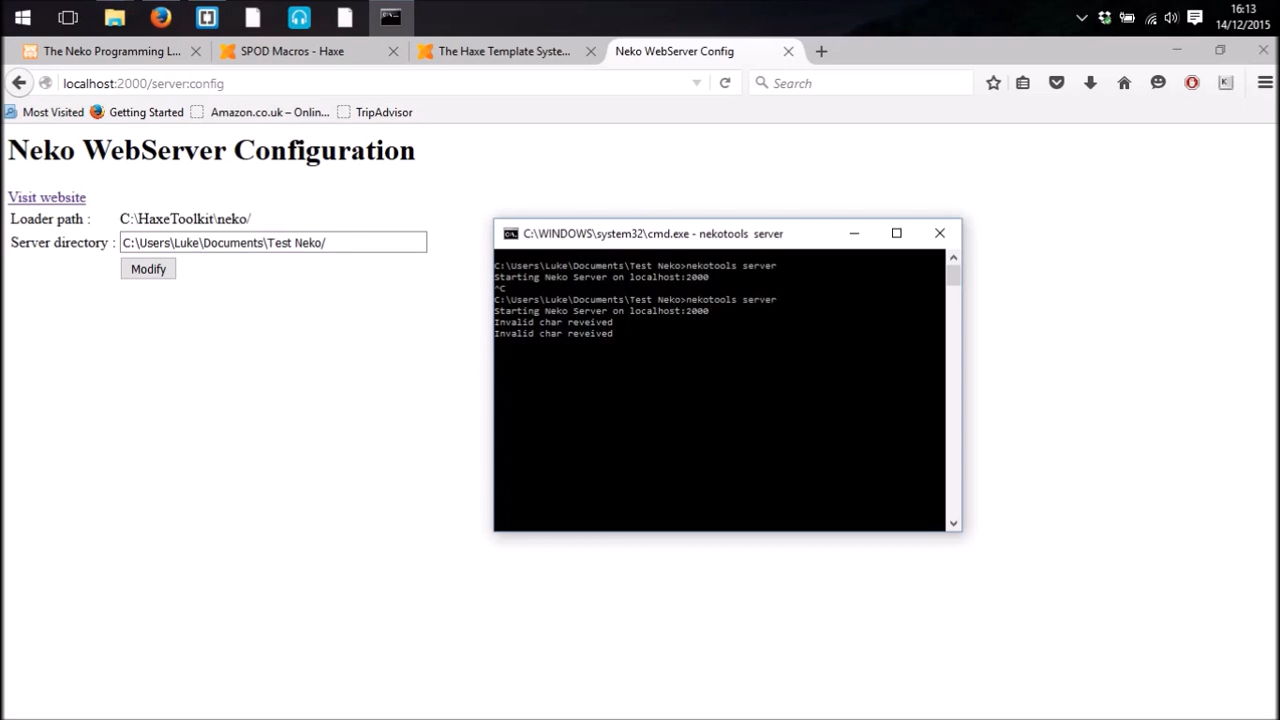 16:13
14/12/2015
The Neko Programming L...
SPOD Macros - Haxe
The Haxe Template Syste...
Neko WebServer Config
localhost:2000/server:config
Search
Most Visited
Getting Started
Amazon.co.uk – Onlin...
TripAdvisor
Neko WebServer Configuration
Visit website
Loader path :
C:\HaxeToolkit\neko/
Server directory :
C:\Users\Luke\Documents\Test Neko/
Modify
C:\WINDOWS\system32\cmd.exe - nekotools server
C:\Users\Luke\Documents\Test Neko>nekotools server
Starting Neko Server on localhost:2000
^C
C:\Users\Luke\Documents\Test Neko>nekotools server
Starting Neko Server on localhost:2000
Invalid char reveived
Invalid char reveived